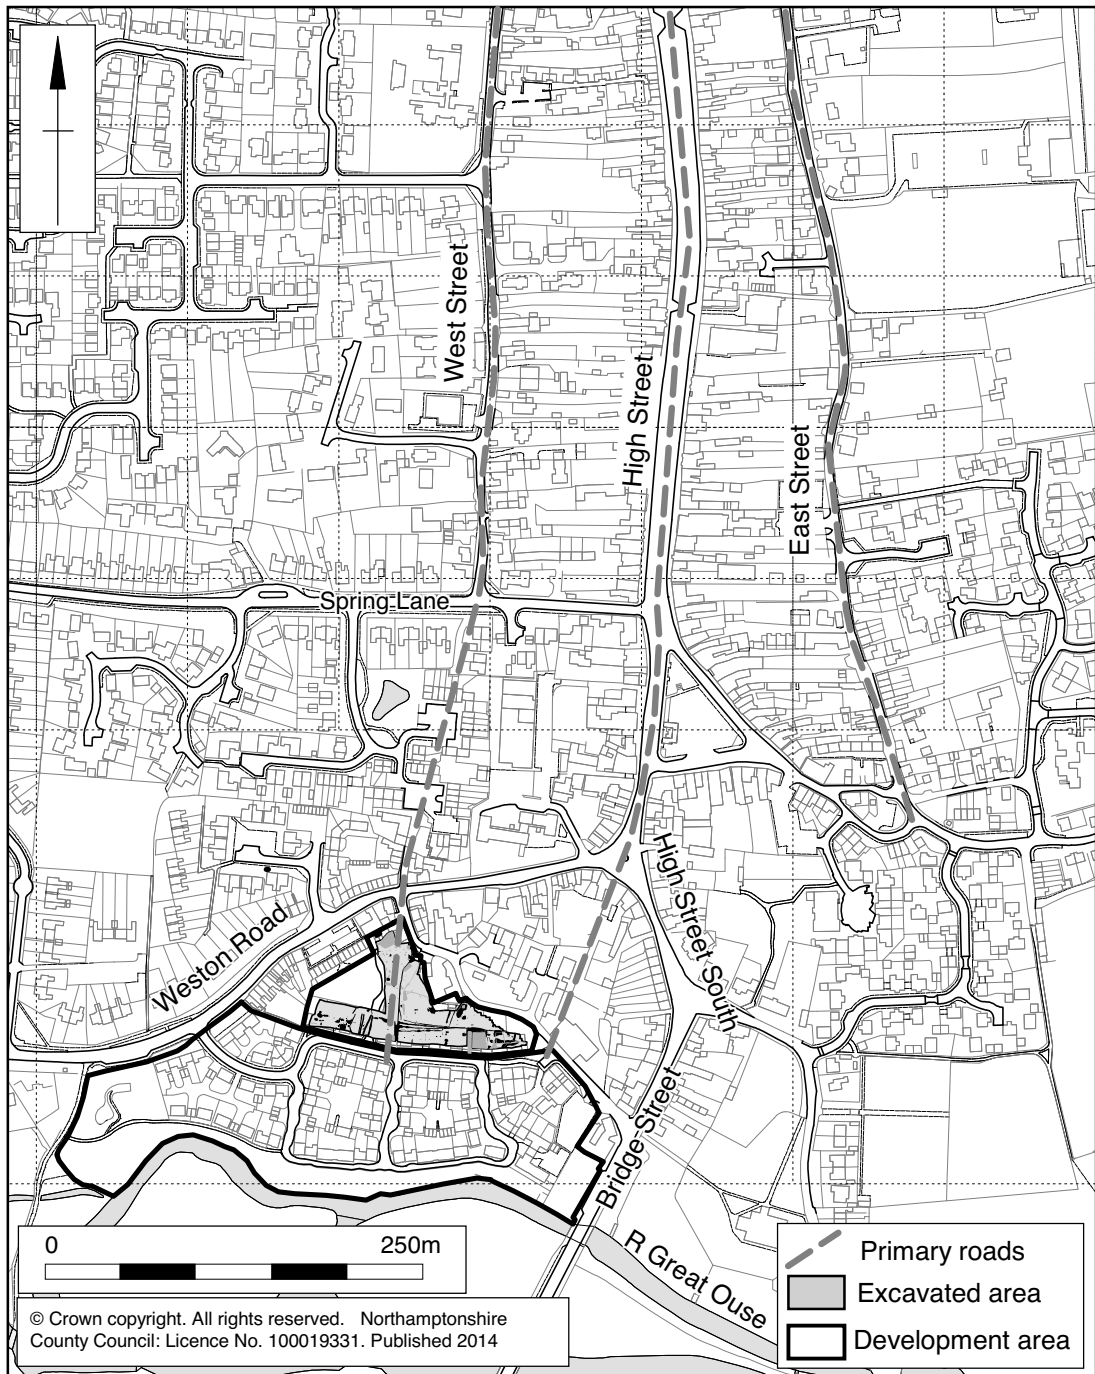 West Street
High Street
East Street
Spring Lane
Weston Road
High Street South
Bridge Street
R Great Ouse
0 250m
Primary roads
Excavated area
Development area
© Crown copyright. All rights reserved. Northamptonshire
County Council: Licence No. 100019331. Published 2014